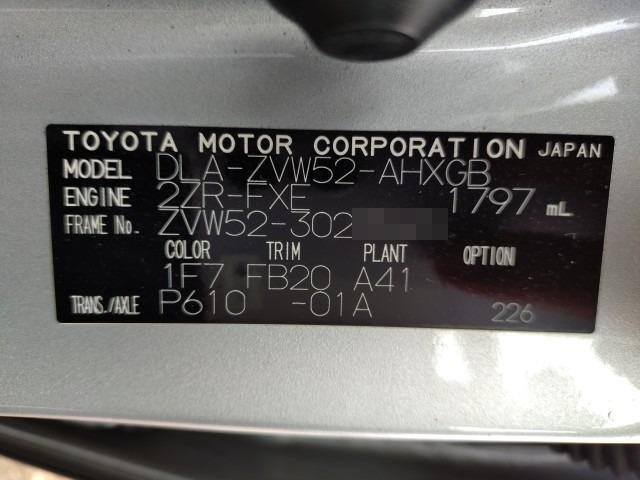 TOYOTA MOTOR CORPORATION JAPAN
MODEL DLA-ZVW52-AHXGB
ENGINE 2ZR-FXE 1797 mL
FRAME No. ZVW52-302
COLOR TRIM PLANT OPTION
1F7 FB20 A41
TRANS./AXLE P610 -01A 226